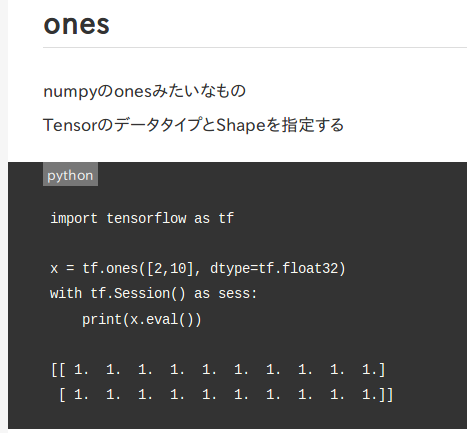 ones
numpyのonesみたいなもの
TensorのデータタイプとShapeを指定する
python
import tensorflow as tf
x = tf.ones([2,10], dtype=tf.float32)
with tf.Session() as sess:
    print(x.eval())
[[ 1.  1.  1.  1.  1.  1.  1.  1.  1.  1.]
 [ 1.  1.  1.  1.  1.  1.  1.  1.  1.  1.]]